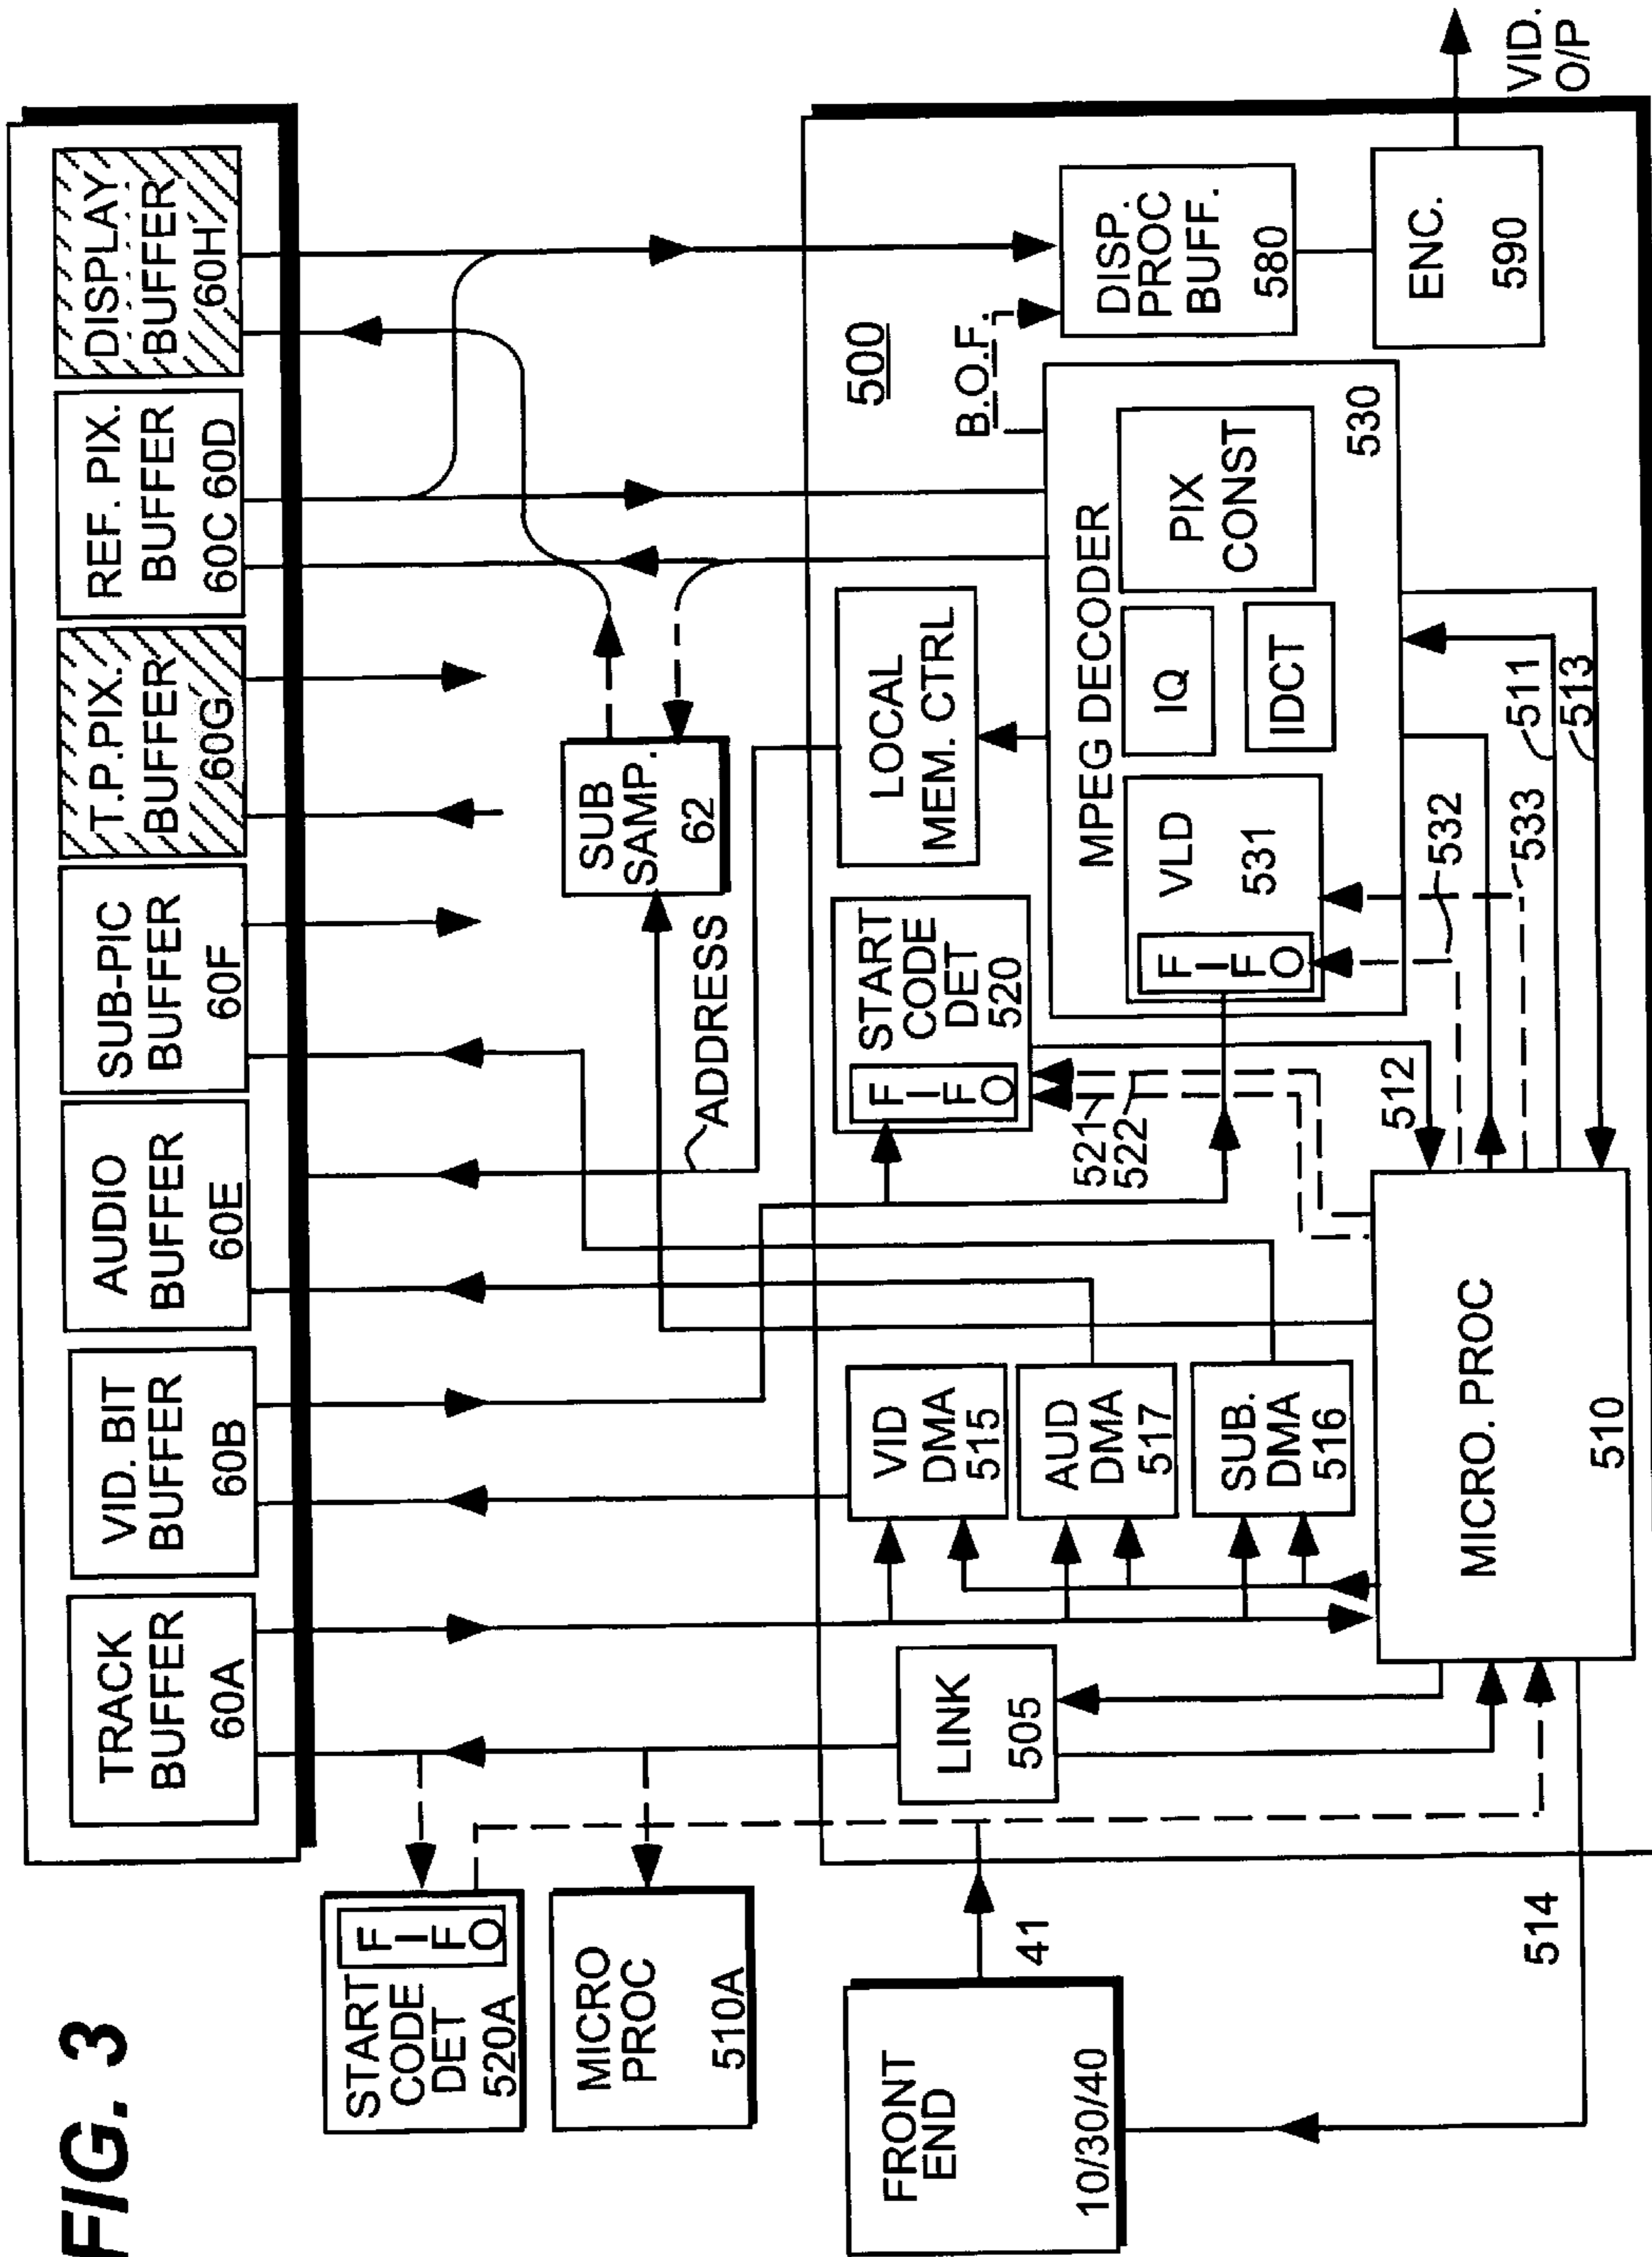 FIG. 3
TRACK
BUFFER
60A
VID. BIT
BUFFER
60B
AUDIO
BUFFER
60E
SUB-PIC
BUFFER
60F
T.P.PIX.
BUFFER
60G
REF. PIX.
BUFFER
60C 60D
DISPLAY
BUFFER
60H
START
CODE
DET
520A
FIFO
MICRO
PROC
510A
SUB
SAMP.
62
ADDRESS
FRONT
END
10/30/40
41
514
500
LINK
505
VID
DMA
515
AUD
DMA
517
SUB.
DMA
516
START
CODE
DET
520
FIFO
521
522
LOCAL
MEM. CTRL
MPEG DECODER
530
VLD
531
FIFO
IQ
IDCT
PIX
CONST
B.O.F.
DISP.
PROC
BUFF.
580
ENC.
590
VID.
O/P
MICRO. PROC
510
512
532
533
511
513